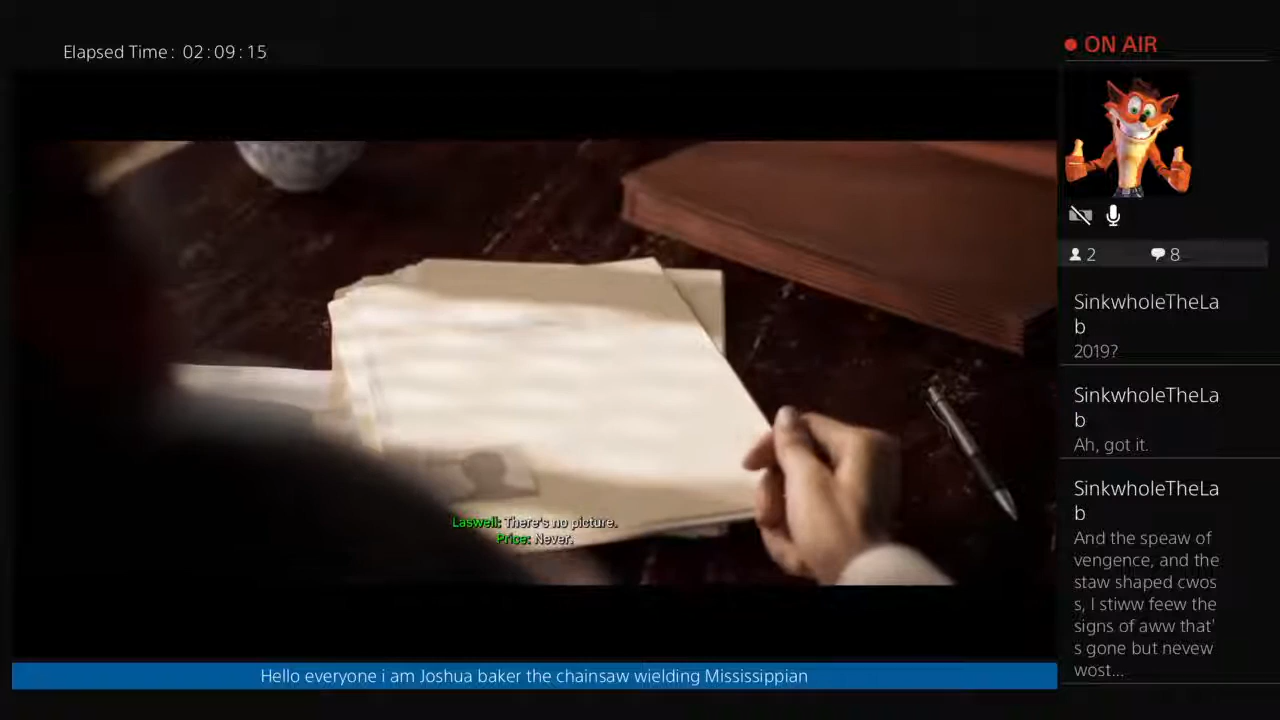 Elapsed Time: 02:09:15
ON AIR
2
8
SinkwholeTheLa
b
2019?
SinkwholeTheLa
b
Ah, got it.
SinkwholeTheLa
b
And the speaw of
vengence, and the
staw shaped cwos
s, I stiww feew the
signs of aww that'
s gone but nevew
wost...
Laswell: There's no picture.
Price: Never.
Hello everyone i am Joshua baker the chainsaw wielding Mississippian